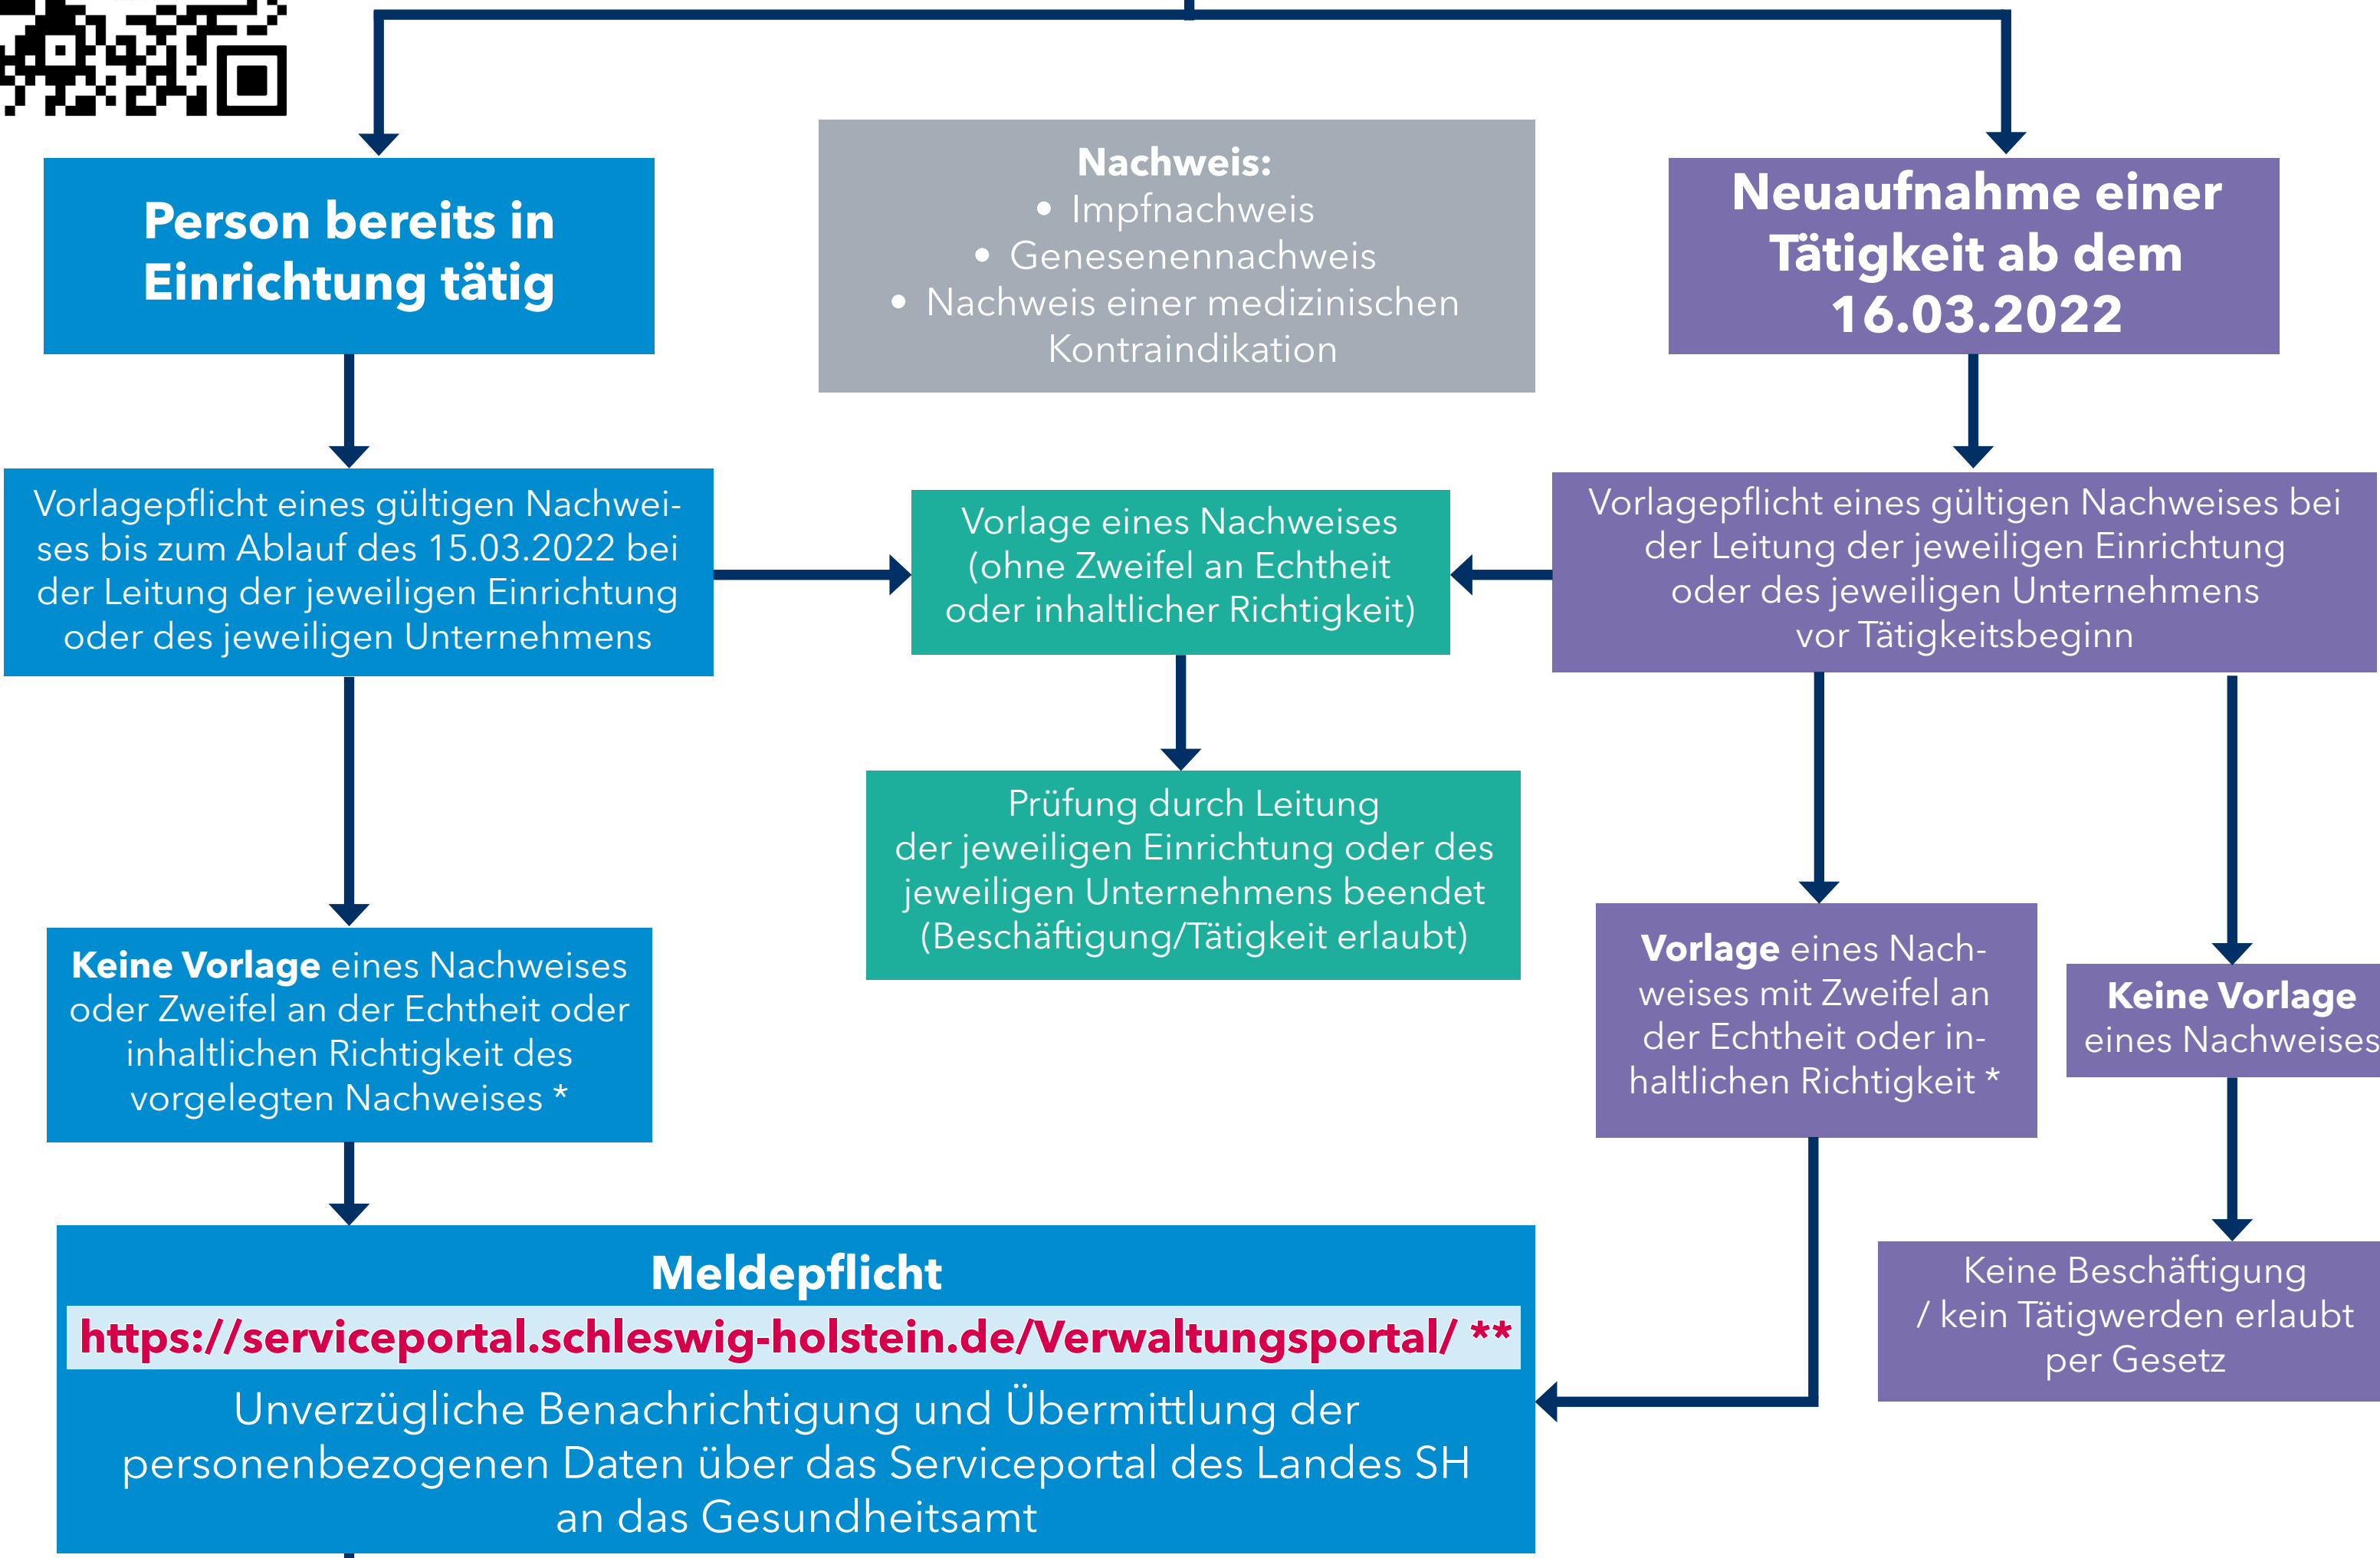 Person bereits in
Einrichtung tätig
Nachweis:
• Impfnachweis
• Genesenennachweis
• Nachweis einer medizinischen
Kontraindikation
Neuaufnahme einer
Tätigkeit ab dem
16.03.2022
Vorlagepflicht eines gültigen Nachwei-
ses bis zum Ablauf des 15.03.2022 bei
der Leitung der jeweiligen Einrichtung
oder des jeweiligen Unternehmens
Vorlage eines Nachweises
(ohne Zweifel an Echtheit
oder inhaltlicher Richtigkeit)
Vorlagepflicht eines gültigen Nachweises bei
der Leitung der jeweiligen Einrichtung
oder des jeweiligen Unternehmens
vor Tätigkeitsbeginn
Prüfung durch Leitung
der jeweiligen Einrichtung oder des
jeweiligen Unternehmens beendet
(Beschäftigung/Tätigkeit erlaubt)
Keine Vorlage eines Nachweises
oder Zweifel an der Echtheit oder
inhaltlichen Richtigkeit des
vorgelegten Nachweises *
Vorlage eines Nach-
weises mit Zweifel an
der Echtheit oder in-
haltlichen Richtigkeit *
Keine Vorlage
eines Nachweises
Meldepflicht
https://serviceportal.schleswig-holstein.de/Verwaltungsportal/ **
Unverzügliche Benachrichtigung und Übermittlung der
personenbezogenen Daten über das Serviceportal des Landes SH
an das Gesundheitsamt
Keine Beschäftigung
/ kein Tätigwerden erlaubt
per Gesetz